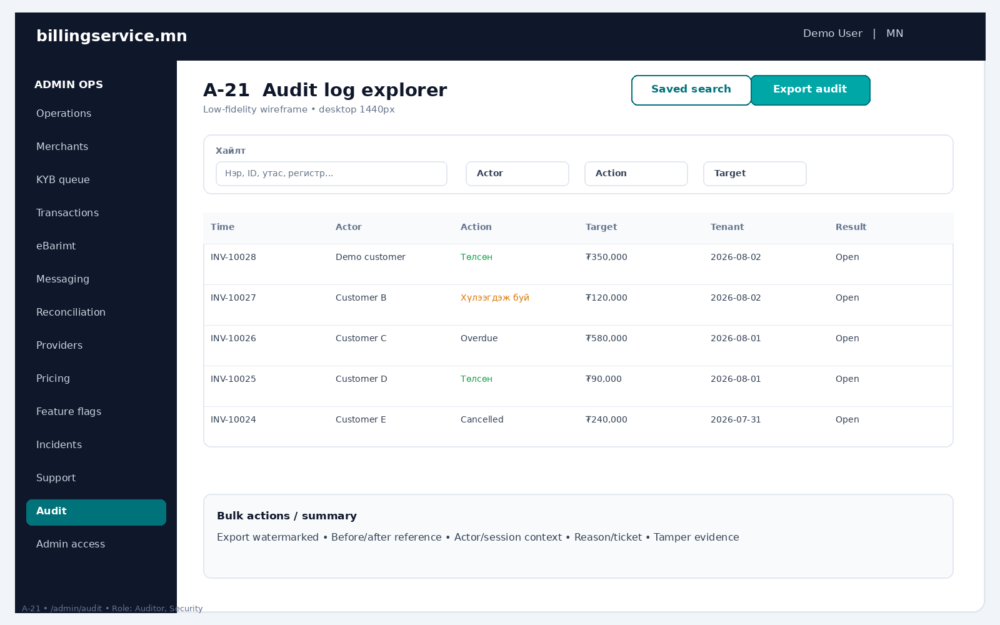 billingservice.mn
Demo User | MN
ADMIN OPS
Operations
Merchants
KYB queue
Transactions
eBarimt
Messaging
Reconciliation
Providers
Pricing
Feature flags
Incidents
Support
Audit
Admin access
A-21 • /admin/audit • Role: Auditor, Security
A-21 Audit log explorer
Low-fidelity wireframe • desktop 1440px
Saved search
Export audit
Хайлт
Нэр, ID, утас, регистр...
Actor
Action
Target
Time Actor Action Target Tenant Result
INV-10028 Demo customer Төлсөн ₮350,000 2026-08-02 Open
INV-10027 Customer B Хүлээгдэж буй ₮120,000 2026-08-02 Open
INV-10026 Customer C Overdue ₮580,000 2026-08-01 Open
INV-10025 Customer D Төлсөн ₮90,000 2026-08-01 Open
INV-10024 Customer E Cancelled ₮240,000 2026-07-31 Open
Bulk actions / summary
Export watermarked • Before/after reference • Actor/session context • Reason/ticket • Tamper evidence